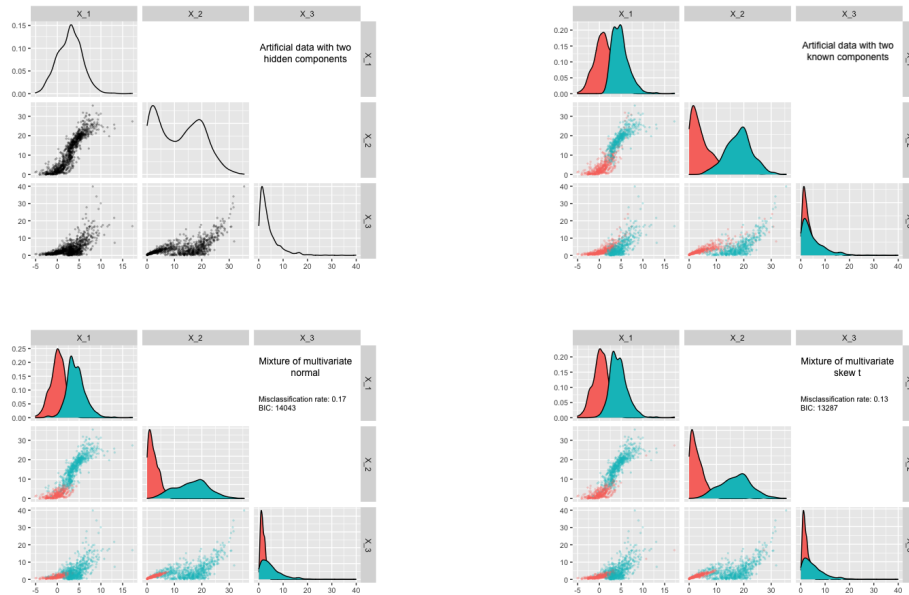 X_1 X_2 X_3
0.15
0.10
0.05
0.00
Artificial data with two
hidden components
X_1
30
20
10
0
X_2
40
30
20
10
0
X_3
-5 0 5 10 15 0 10 20 30 0 10 20 30 40
X_1 X_2 X_3
0.20
0.15
0.10
0.05
0.00
Artificial data with two
known components
30
20
10
0
40
30
20
10
0
-5 0 5 10 15 0 10 20 30 0 10 20 30 40
X_1 X_2 X_3
0.25
0.20
0.15
0.10
0.05
0.00
Mixture of multivariate
normal
Misclassification rate: 0.17
BIC: 14043
X_1
30
20
10
0
X_2
40
30
20
10
0
X_3
-5 0 5 10 15 0 10 20 30 0 10 20 30 40
X_1 X_2 X_3
0.20
0.15
0.10
0.05
0.00
Mixture of multivariate
skew t
Misclassification rate: 0.13
BIC: 13287
30
20
10
0
40
30
20
10
0
-5 0 5 10 15 0 10 20 30 0 10 20 30 40